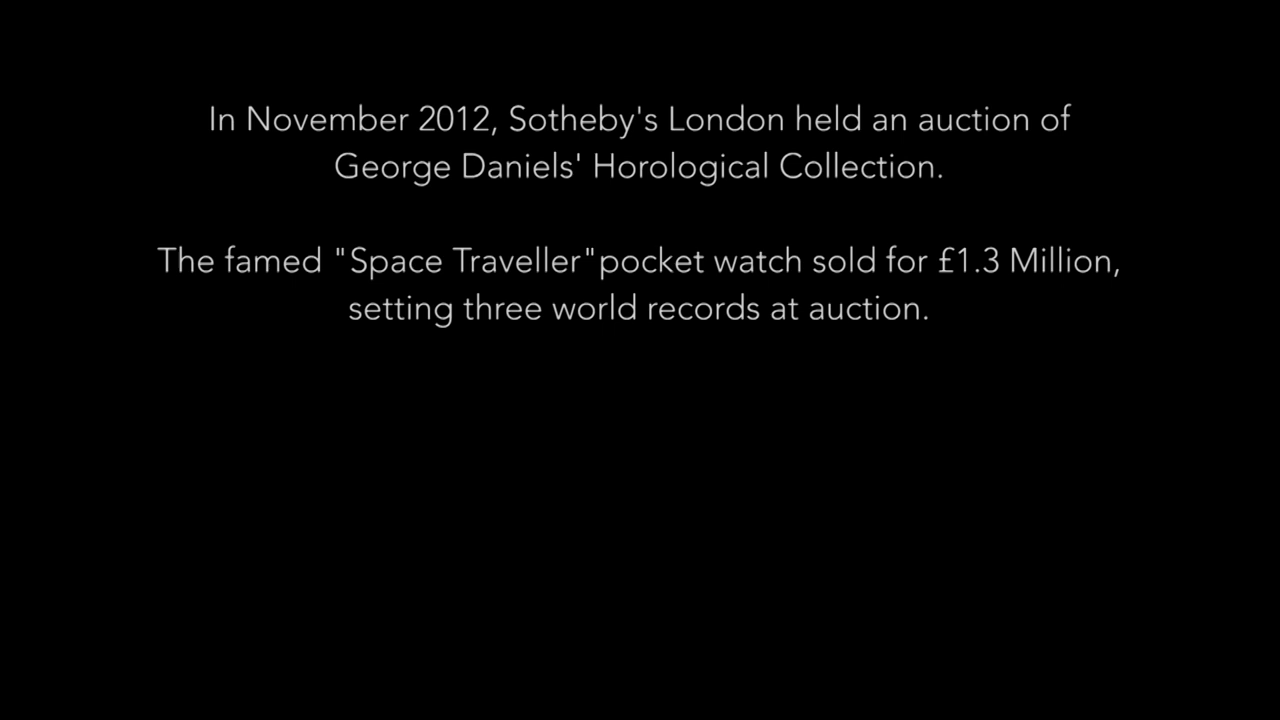 In November 2012, Sotheby's London held an auction of
George Daniels' Horological Collection.
The famed "Space Traveller"pocket watch sold for £1.3 Million,
setting three world records at auction.